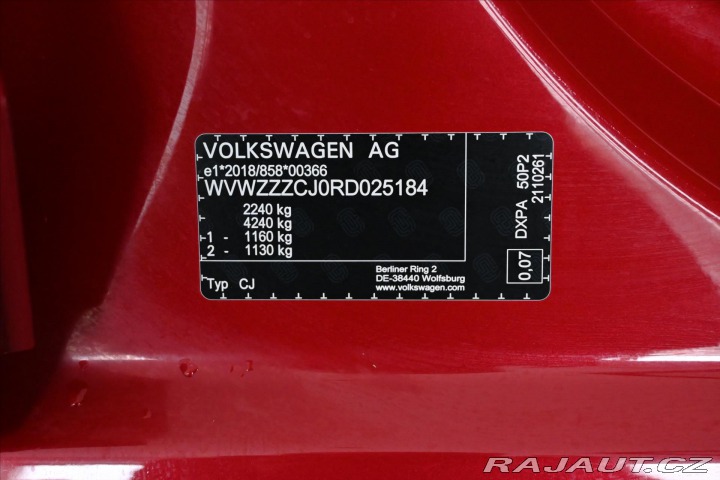 VOLKSWAGEN AG
e1*2018/858*00366
WVWZZZCJ0RD025184
2240 kg
4240 kg
1 - 1160 kg
2 - 1130 kg
Typ CJ
Berliner Ring 2
DE-38440 Wolfsburg
www.volkswagen.com
0,07
DXPA 50P2
2110261
RAJAUT.CZ